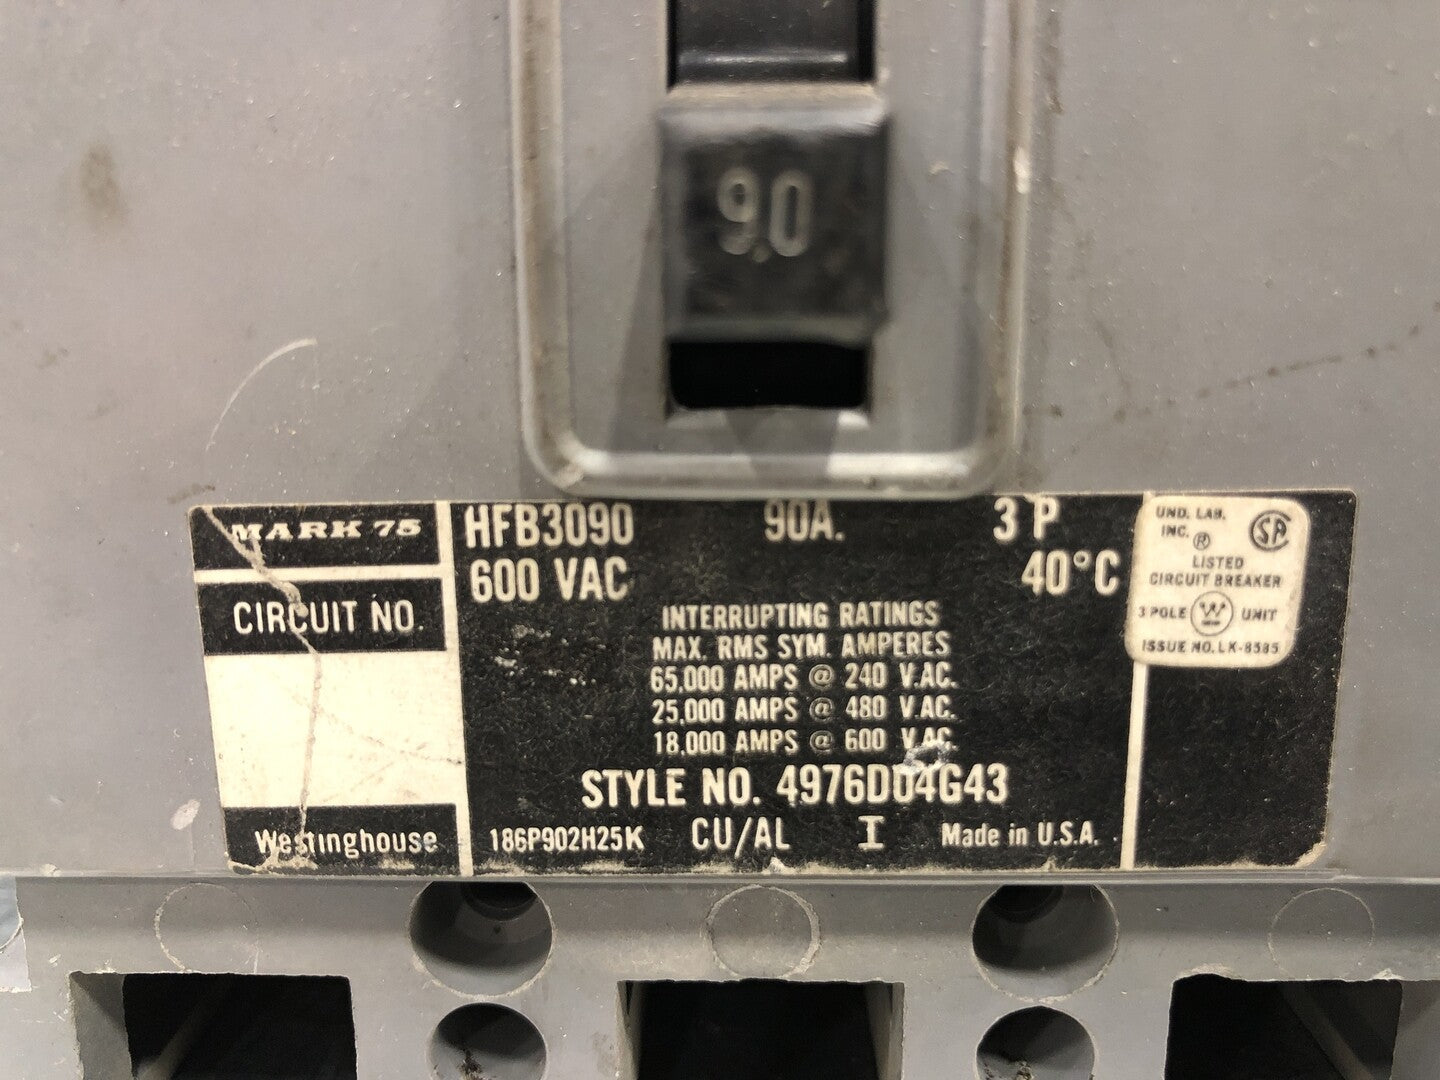 90
MARK 75
CIRCUIT NO.
Westinghouse
HFB3090 90A. 3 P
600 VAC 40°C
INTERRUPTING RATINGS
MAX. RMS SYM. AMPERES
65,000 AMPS @ 240 V.AC.
25,000 AMPS @ 480 V.AC.
18,000 AMPS @ 600 V.AC.
STYLE NO. 4976D04G43
186P902H25K CU/AL I Made in U.S.A.
UND. LAB.
INC. ® SA
LISTED
CIRCUIT BREAKER
3 POLE W UNIT
ISSUE NO. LK-8585